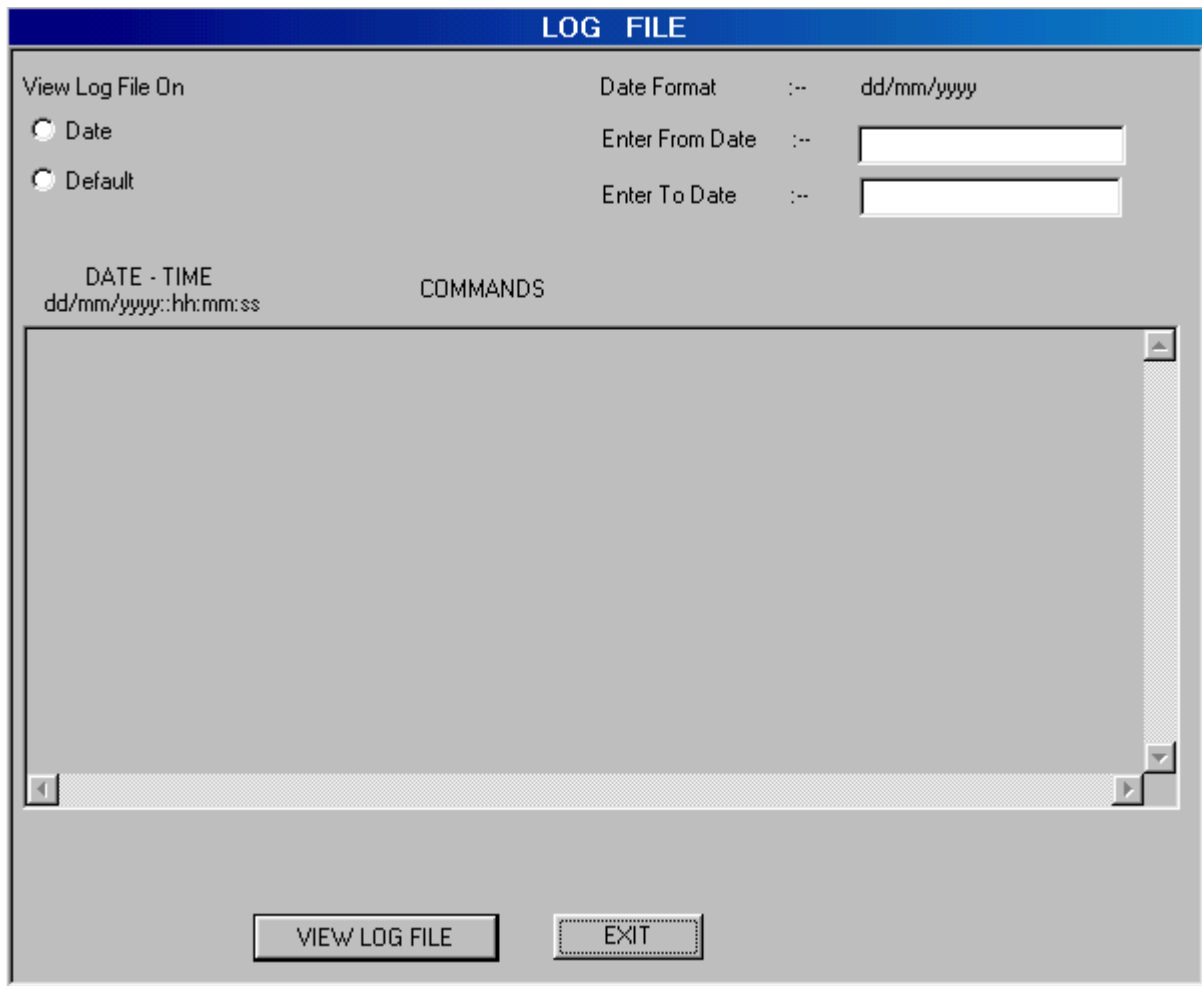 LOG FILE
View Log File On
Date
Default
Date Format :-- dd/mm/yyyy
Enter From Date :--
Enter To Date :--
DATE - TIME
dd/mm/yyyy::hh:mm:ss
COMMANDS
VIEW LOG FILE
EXIT